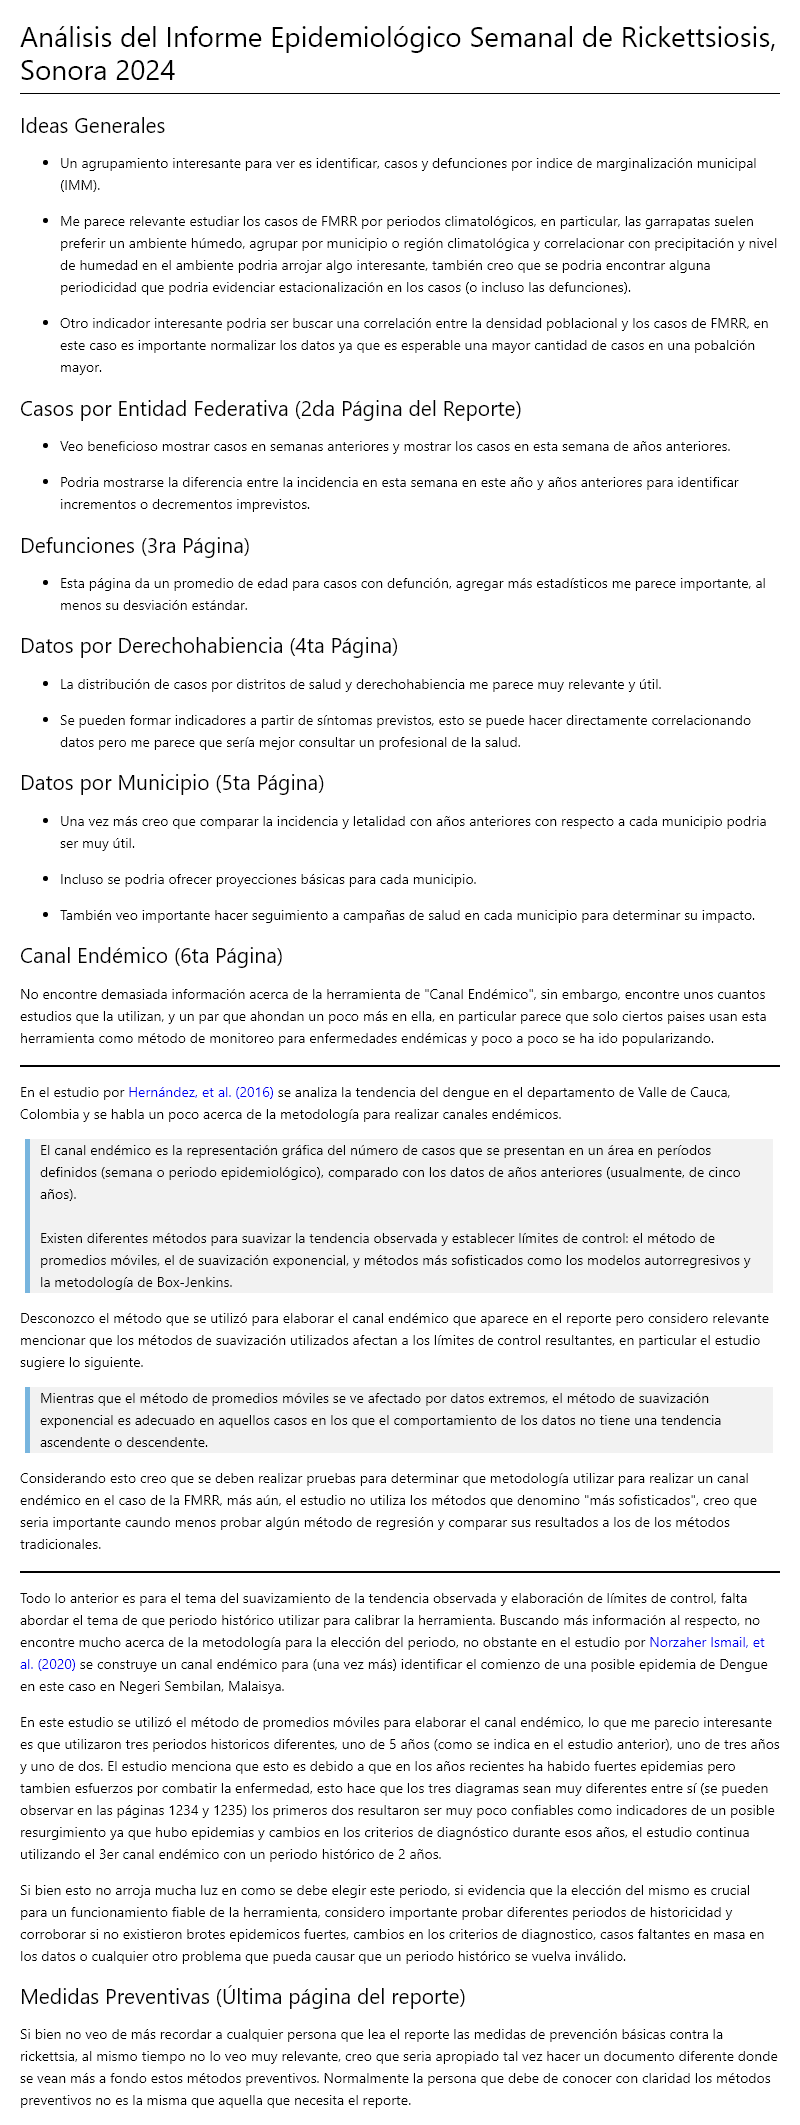 Análisis del Informe Epidemiológico Semanal de Rickettsiosis,
Sonora 2024
Ideas Generales
• Un agrupamiento interesante para ver es identificar, casos y defunciones por indice de marginalización municipal
(IMM).
• Me parece relevante estudiar los casos de FMRR por periodos climatológicos, en particular, las garrapatas suelen
preferir un ambiente húmedo, agrupar por municipio o región climatológica y correlacionar con precipitación y nivel
de humedad en el ambiente podria arrojar algo interesante, también creo que se podria encontrar alguna
periodicidad que podria evidenciar estacionalización en los casos (o incluso las defunciones).
• Otro indicador interesante podria ser buscar una correlación entre la densidad poblacional y los casos de FMRR, en
este caso es importante normalizar los datos ya que es esperable una mayor cantidad de casos en una pobalción
mayor.
Casos por Entidad Federativa (2da Página del Reporte)
• Veo beneficioso mostrar casos en semanas anteriores y mostrar los casos en esta semana de años anteriores.
• Podria mostrarse la diferencia entre la incidencia en esta semana en este año y años anteriores para identificar
incrementos o decrementos imprevistos.
Defunciones (3ra Página)
• Esta página da un promedio de edad para casos con defunción, agregar más estadísticos me parece importante, al
menos su desviación estándar.
Datos por Derechohabiencia (4ta Página)
• La distribución de casos por distritos de salud y derechohabiencia me parece muy relevante y útil.
• Se pueden formar indicadores a partir de síntomas previstos, esto se puede hacer directamente correlacionando
datos pero me parece que sería mejor consultar un profesional de la salud.
Datos por Municipio (5ta Página)
• Una vez más creo que comparar la incidencia y letalidad con años anteriores con respecto a cada municipio podria
ser muy útil.
• Incluso se podria ofrecer proyecciones básicas para cada municipio.
• También veo importante hacer seguimiento a campañas de salud en cada municipio para determinar su impacto.
Canal Endémico (6ta Página)
No encontre demasiada información acerca de la herramienta de "Canal Endémico", sin embargo, encontre unos cuantos
estudios que la utilizan, y un par que ahondan un poco más en ella, en particular parece que solo ciertos paises usan esta
herramienta como método de monitoreo para enfermedades endémicas y poco a poco se ha ido popularizando.
En el estudio por Hernández, et al. (2016) se analiza la tendencia del dengue en el departamento de Valle de Cauca,
Colombia y se habla un poco acerca de la metodología para realizar canales endémicos.
El canal endémico es la representación gráfica del número de casos que se presentan en un área en períodos
definidos (semana o periodo epidemiológico), comparado con los datos de años anteriores (usualmente, de cinco
años).
Existen diferentes métodos para suavizar la tendencia observada y establecer límites de control: el método de
promedios móviles, el de suavización exponencial, y métodos más sofisticados como los modelos autorregresivos y
la metodología de Box-Jenkins.
Desconozco el método que se utilizó para elaborar el canal endémico que aparece en el reporte pero considero relevante
mencionar que los métodos de suavización utilizados afectan a los límites de control resultantes, en particular el estudio
sugiere lo siguiente.
Mientras que el método de promedios móviles se ve afectado por datos extremos, el método de suavización
exponencial es adecuado en aquellos casos en los que el comportamiento de los datos no tiene una tendencia
ascendente o descendente.
Considerando esto creo que se deben realizar pruebas para determinar que metodología utilizar para realizar un canal
endémico en el caso de la FMRR, más aún, el estudio no utiliza los métodos que denomino "más sofisticados", creo que
seria importante caundo menos probar algún método de regresión y comparar sus resultados a los de los métodos
tradicionales.
Todo lo anterior es para el tema del suavizamiento de la tendencia observada y elaboración de límites de control, falta
abordar el tema de que periodo histórico utilizar para calibrar la herramienta. Buscando más información al respecto, no
encontre mucho acerca de la metodología para la elección del periodo, no obstante en el estudio por Norzaher Ismail, et
al. (2020) se construye un canal endémico para (una vez más) identificar el comienzo de una posible epidemia de Dengue
en este caso en Negeri Sembilan, Malaisya.
En este estudio se utilizó el método de promedios móviles para elaborar el canal endémico, lo que me parecio interesante
es que utilizaron tres periodos historicos diferentes, uno de 5 años (como se indica en el estudio anterior), uno de tres años
y uno de dos. El estudio menciona que esto es debido a que en los años recientes ha habido fuertes epidemias pero
tambien esfuerzos por combatir la enfermedad, esto hace que los tres diagramas sean muy diferentes entre sí (se pueden
observar en las páginas 1234 y 1235) los primeros dos resultaron ser muy poco confiables como indicadores de un posible
resurgimiento ya que hubo epidemias y cambios en los criterios de diagnóstico durante esos años, el estudio continua
utilizando el 3er canal endémico con un periodo histórico de 2 años.
Si bien esto no arroja mucha luz en como se debe elegir este periodo, si evidencia que la elección del mismo es crucial
para un funcionamiento fiable de la herramienta, considero importante probar diferentes periodos de historicidad y
corroborar si no existieron brotes epidemicos fuertes, cambios en los criterios de diagnostico, casos faltantes en masa en
los datos o cualquier otro problema que pueda causar que un periodo histórico se vuelva inválido.
Medidas Preventivas (Última página del reporte)
Si bien no veo de más recordar a cualquier persona que lea el reporte las medidas de prevención básicas contra la
rickettsia, al mismo tiempo no lo veo muy relevante, creo que seria apropiado tal vez hacer un documento diferente donde
se vean más a fondo estos métodos preventivos. Normalmente la persona que debe de conocer con claridad los métodos
preventivos no es la misma que aquella que necesita el reporte.